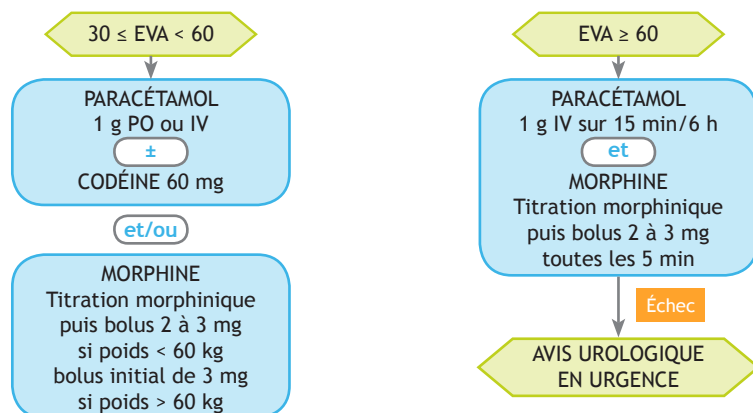 30 ≤ EVA < 60
PARACÉTAMOL
1 g PO ou IV
±
CODÉINE 60 mg
et/ou
MORPHINE
Titration morphinique
puis bolus 2 à 3 mg
si poids < 60 kg
bolus initial de 3 mg
si poids > 60 kg
EVA ≥ 60
PARACÉTAMOL
1 g IV sur 15 min/6 h
et
MORPHINE
Titration morphinique
puis bolus 2 à 3 mg
toutes les 5 min
Échec
AVIS UROLOGIQUE
EN URGENCE